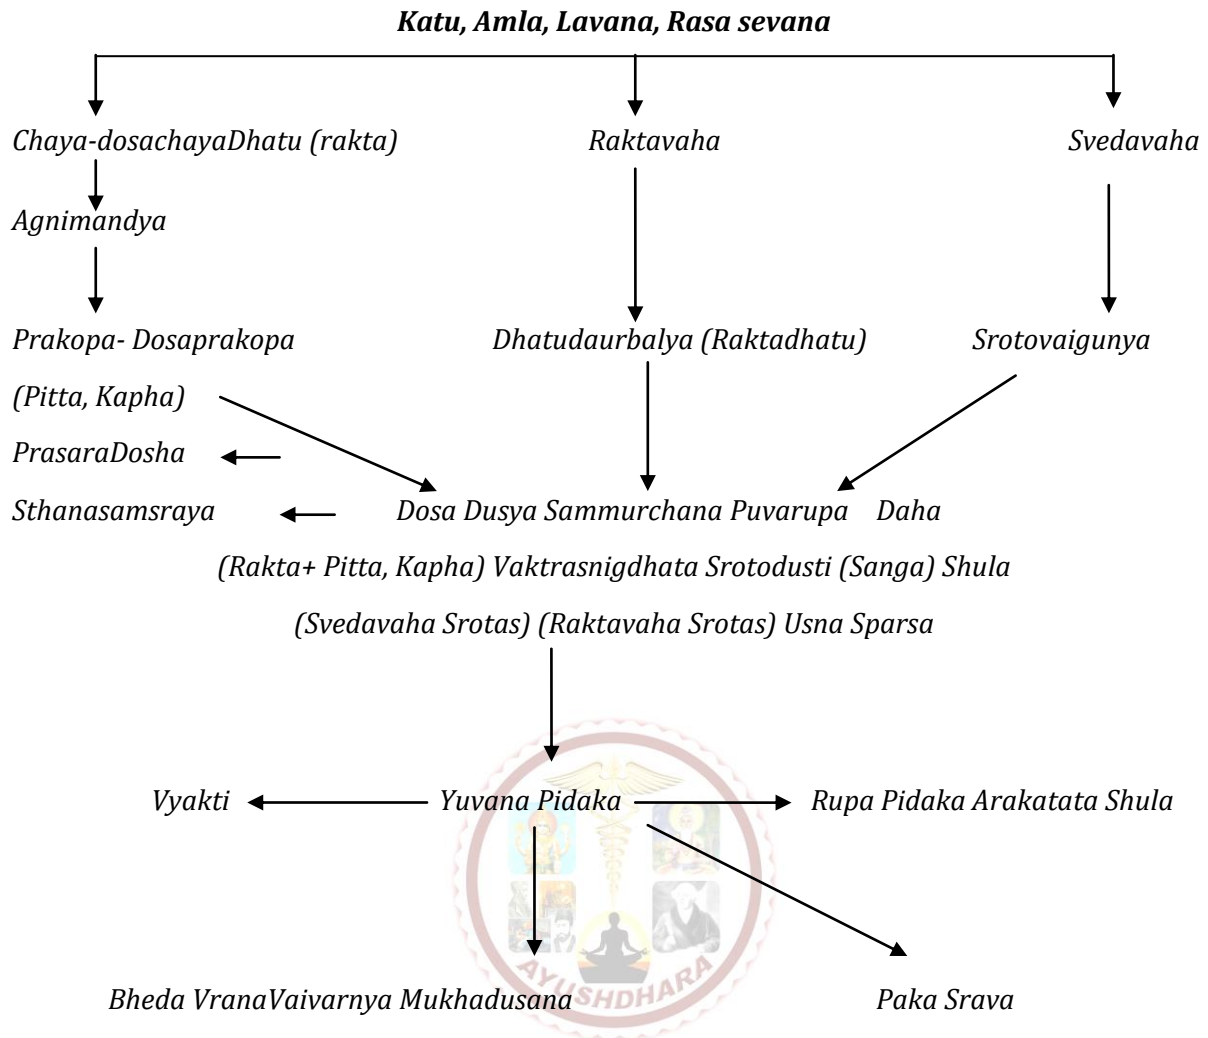 Katu, Amla, Lavana, Rasa sevana
Chaya-dosachayaDhatu (rakta) Raktavaha Svedavaha
Agnimandya
Prakopa- Dosaprakopa Dhatudaurbalya (Raktadhatu) Srotovaigunya
(Pitta, Kapha)
PrasaraDosha
Sthanasamsraya Dosa Dusya Sammurchana Puvarupa Daha
(Rakta+ Pitta, Kapha) Vaktrasnigdhata Srotodusti (Sanga) Shula
(Svedavaha Srotas) (Raktavaha Srotas) Usna Sparsa
Vyakti Yuvana Pidaka Rupa Pidaka Arakatata Shula
AYUSHDHARA
Bheda VranaVaivarnya Mukhadusana Paka Srava